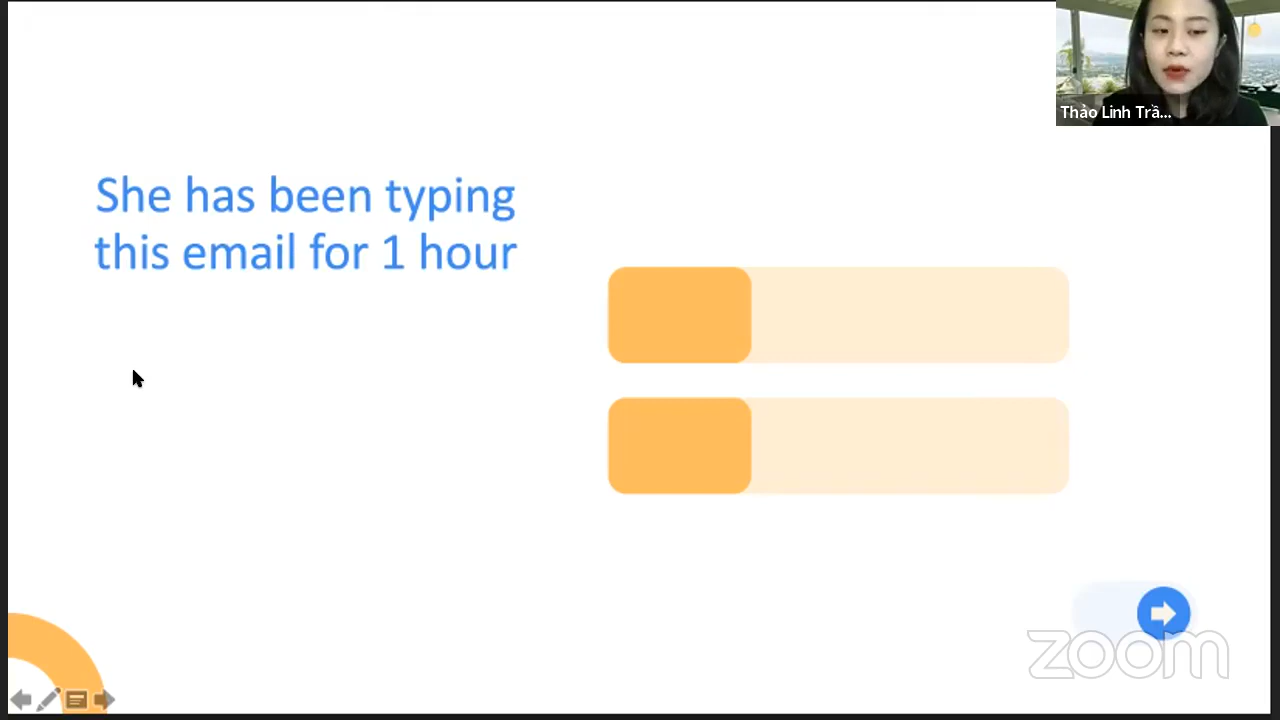 Thảo Linh Trầ...
She has been typing
this email for 1 hour
zoom